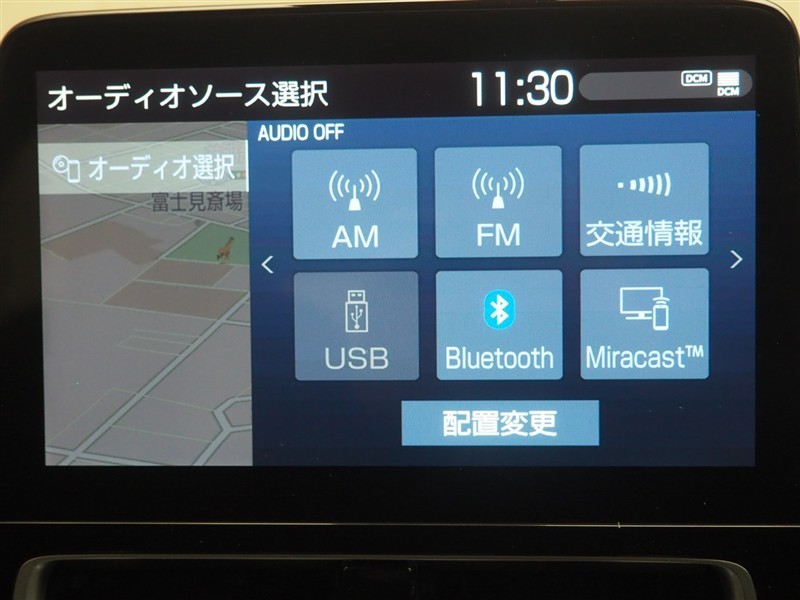 オーディオソース選択
11:30
DCM
DCM
AUDIO OFF
オーディオ選択
富士見斎場
AM
FM
交通情報
USB
Bluetooth
Miracast™
配置変更